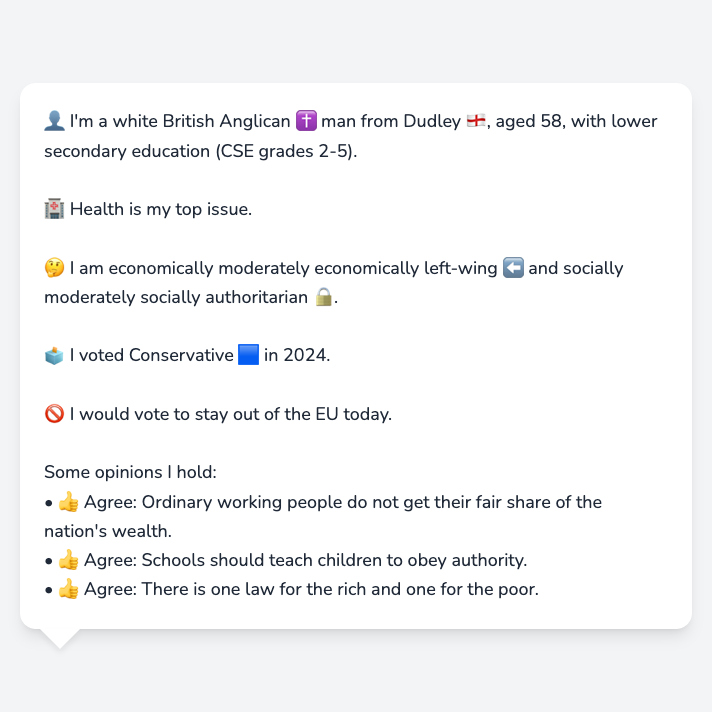 👤 I'm a white British Anglican ✝️ man from Dudley 🏴󠁧󠁢󠁥󠁮󠁧󠁿, aged 58, with lower
secondary education (CSE grades 2-5).
🏥 Health is my top issue.
🤔 I am economically moderately economically left-wing ⬅️ and socially
moderately socially authoritarian 🔒.
🗳️ I voted Conservative 🟦 in 2024.
🚫 I would vote to stay out of the EU today.
Some opinions I hold:
• 👍 Agree: Ordinary working people do not get their fair share of the
nation's wealth.
• 👍 Agree: Schools should teach children to obey authority.
• 👍 Agree: There is one law for the rich and one for the poor.